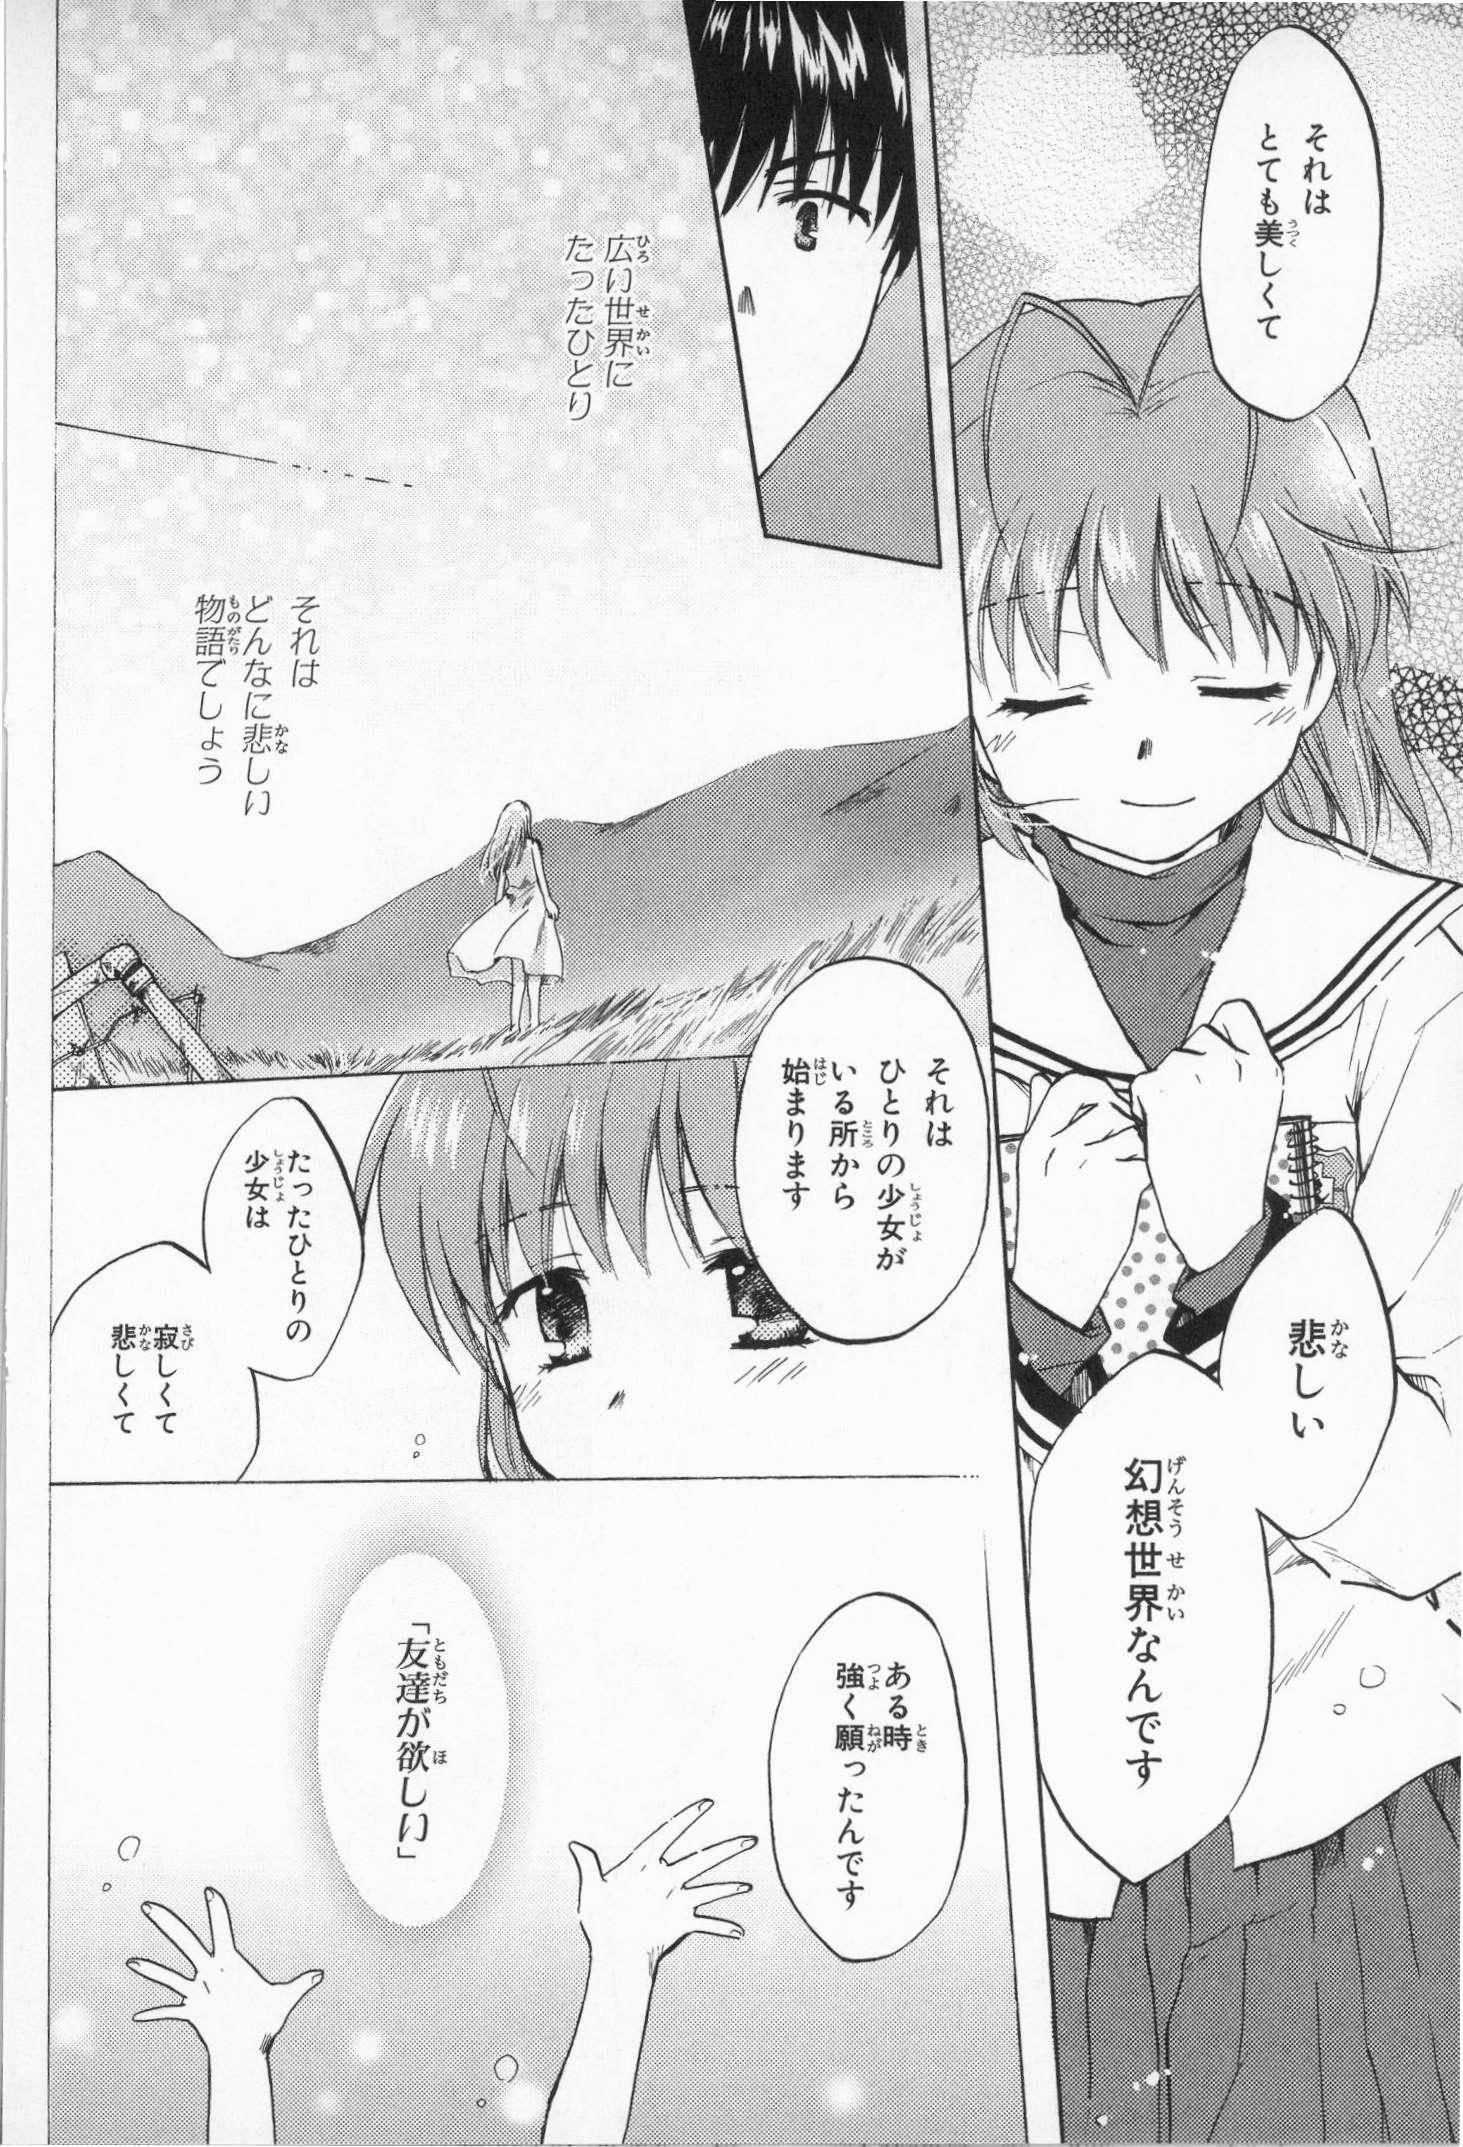 それは
とても美しくて
悲しい
幻想世界なんです
広い世界に
たったひとり
それは
どんなに悲しい
物語でしょう
それは
ひとりの少女が
いる所から
始まります
たったひとりの
少女は
寂しくて
悲しくて
ある時
強く願ったんです
「友達が欲しい」